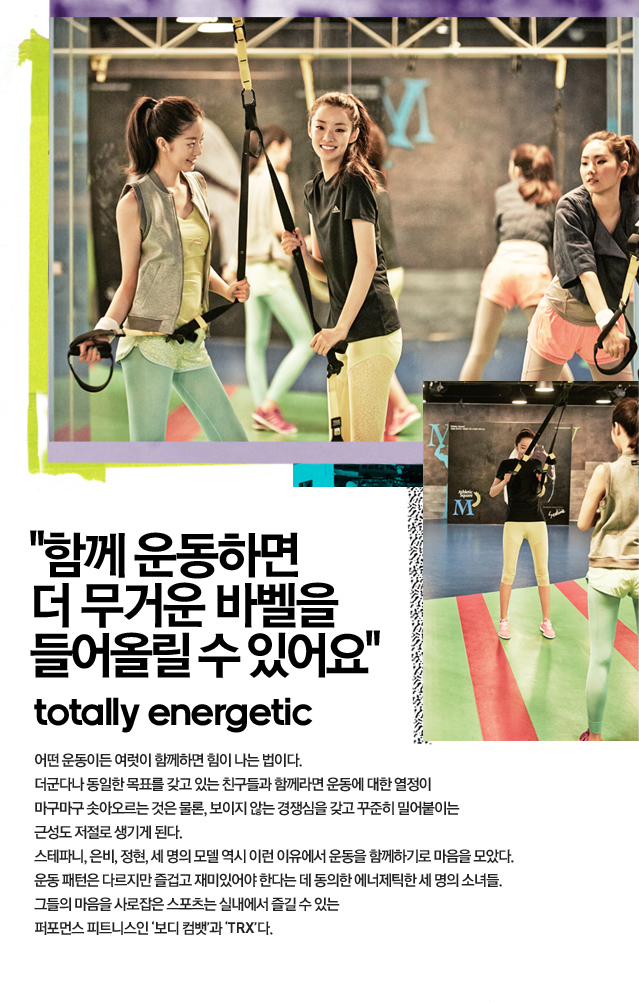 M
Athletic
Square
M
"함께 운동하면
더 무거운 바벨을
들어올릴 수 있어요"
totally energetic
어떤 운동이든 여럿이 함께하면 힘이 나는 법이다.
더군다나 동일한 목표를 갖고 있는 친구들과 함께라면 운동에 대한 열정이
마구마구 솟아오르는 것은 물론, 보이지 않는 경쟁심을 갖고 꾸준히 밀어붙이는
근성도 저절로 생기게 된다.
스테파니, 은비, 정현, 세 명의 모델 역시 이런 이유에서 운동을 함께하기로 마음을 모았다.
운동 패턴은 다르지만 즐겁고 재미있어야 한다는 데 동의한 에너제틱한 세 명의 소녀들.
그들의 마음을 사로잡은 스포츠는 실내에서 즐길 수 있는
퍼포먼스 피트니스인 ‘보디 컴뱃’과 ‘TRX’다.